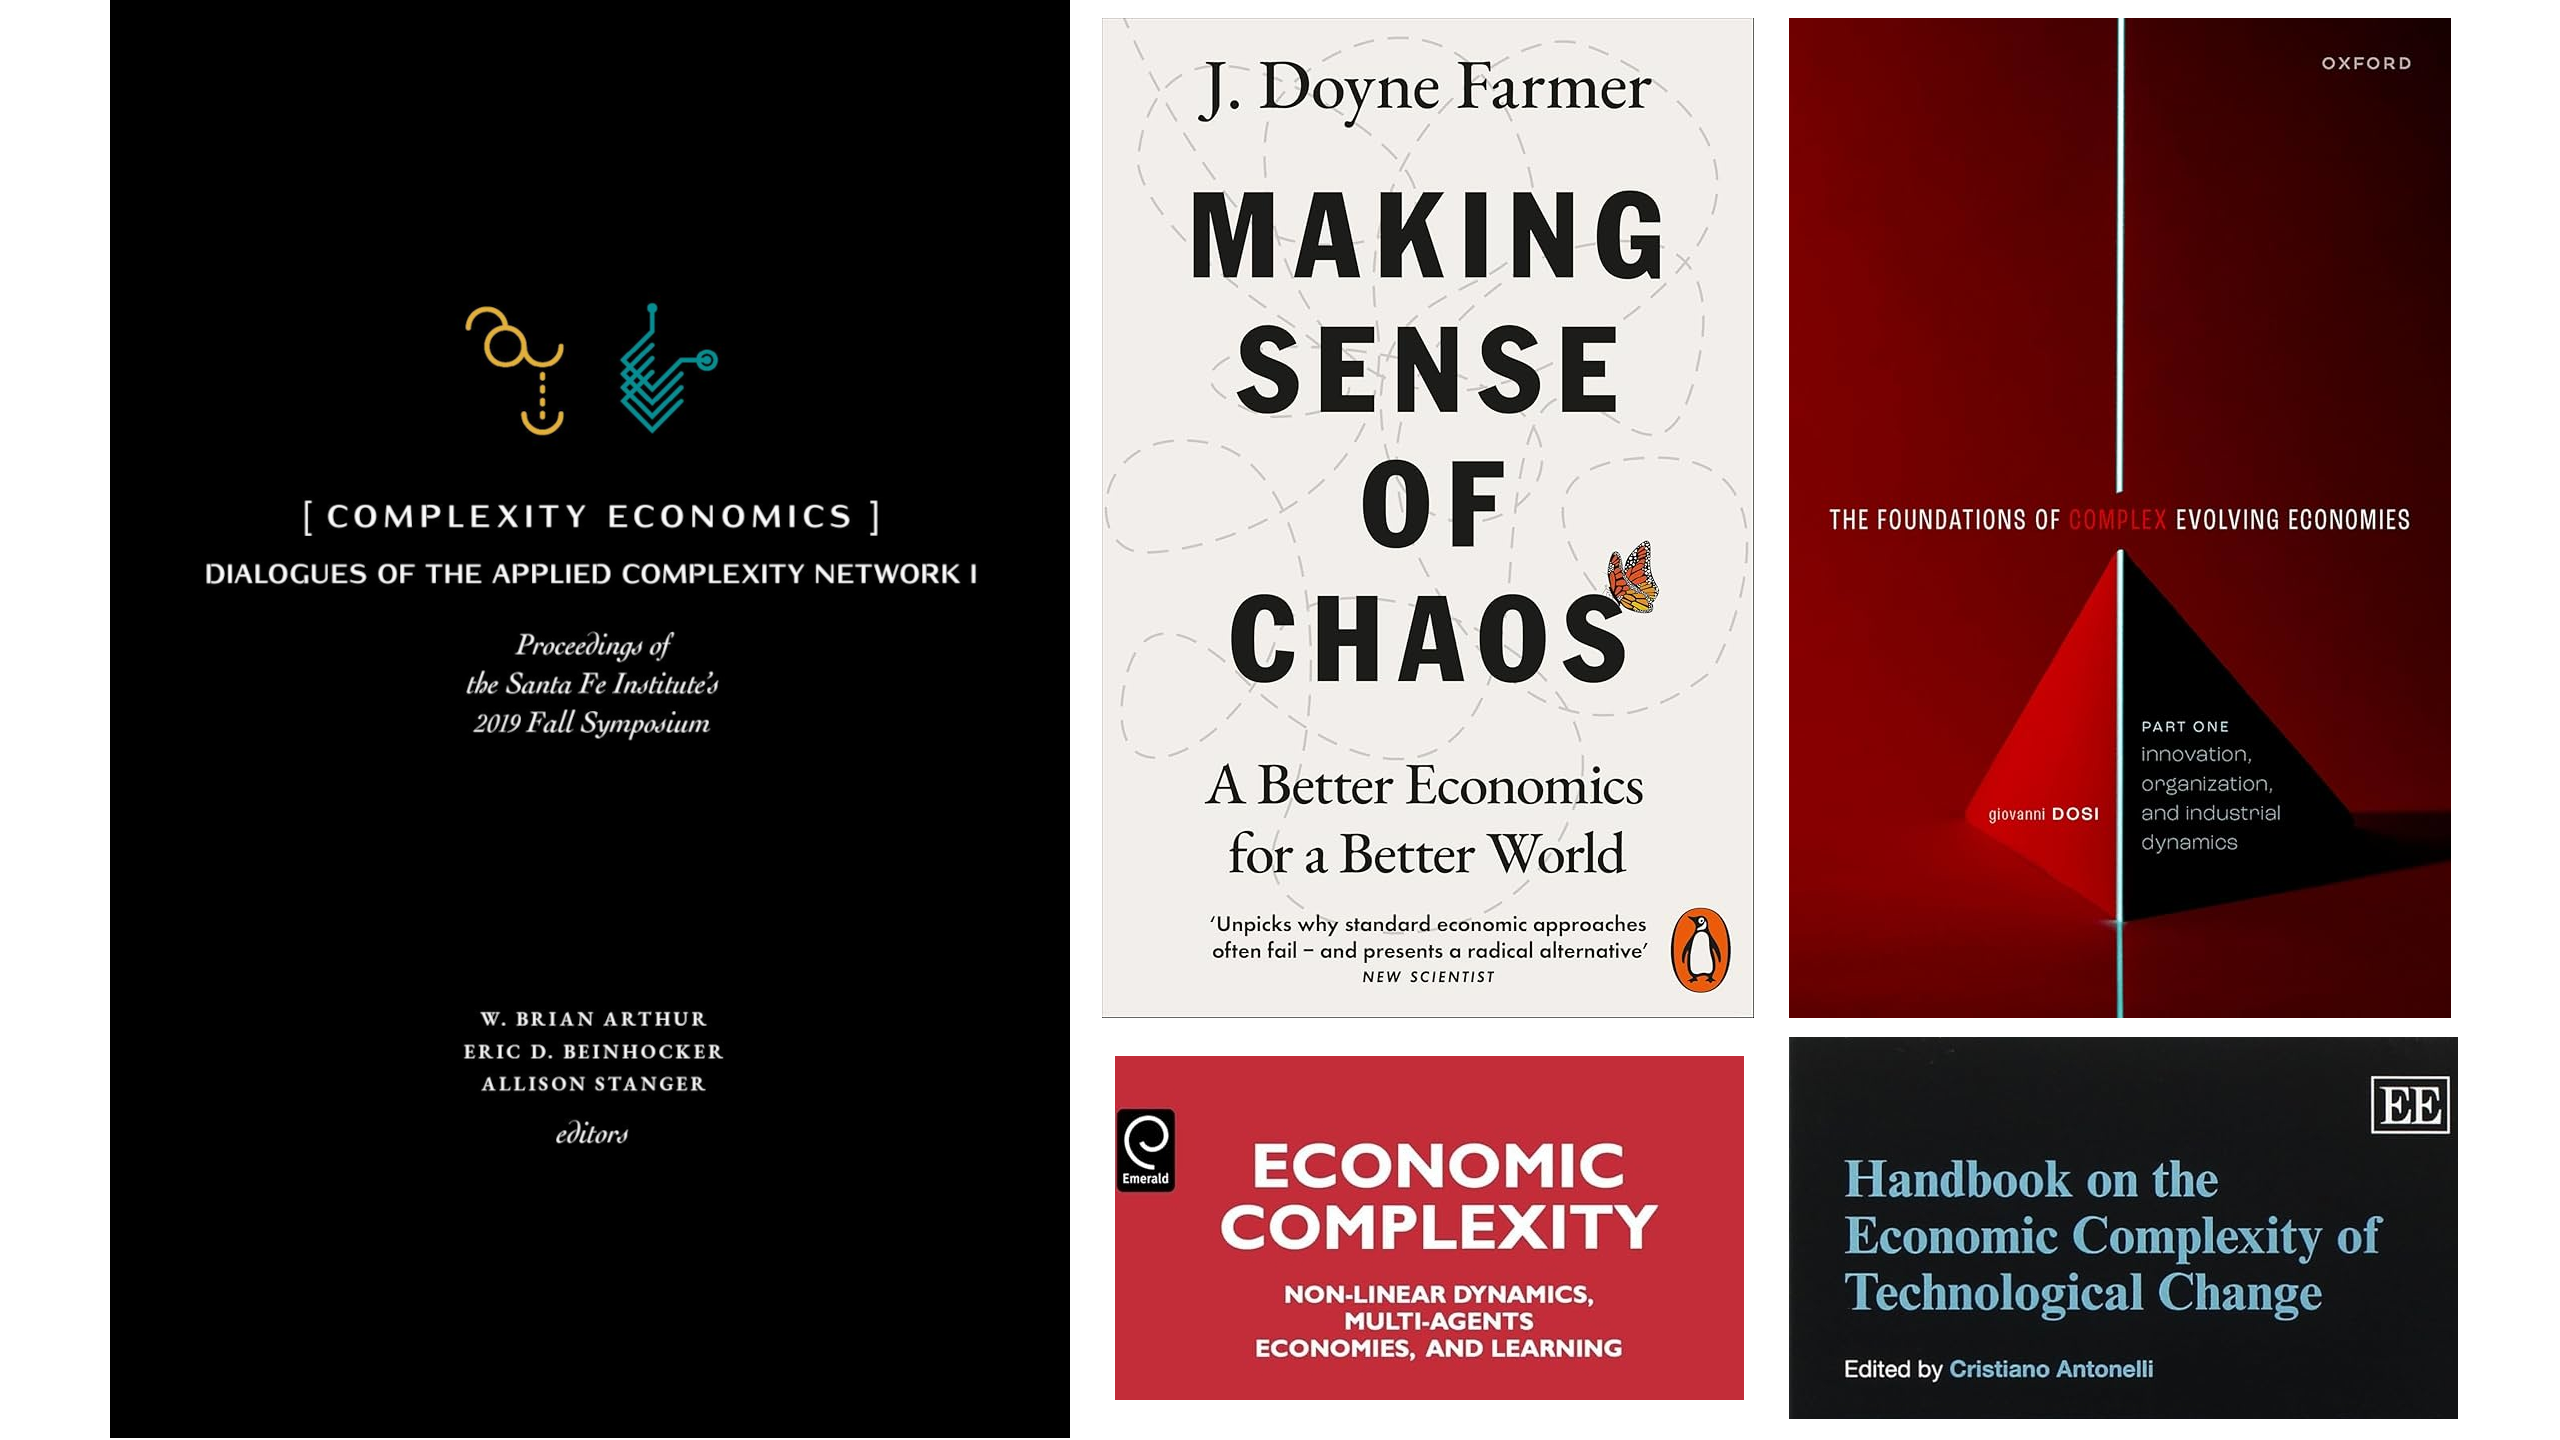 [ COMPLEXITY ECONOMICS ]
DIALOGUES OF THE APPLIED COMPLEXITY NETWORK I
Proceedings of
the Santa Fe Institute's
2019 Fall Symposium
W. BRIAN ARTHUR
ERIC D. BEINHOCKER
ALLISON STANGER
editors
J. Doyne Farmer
MAKING
SENSE
OF
CHAOS
A Better Economics
for a Better World
‘Unpicks why standard economic approaches
often fail – and presents a radical alternative’
NEW SCIENTIST
OXFORD
THE FOUNDATIONS OF COMPLEX EVOLVING ECONOMIES
PART ONE
innovation,
organization,
and industrial
dynamics
giovanni DOSI
Emerald
ECONOMIC
COMPLEXITY
NON-LINEAR DYNAMICS,
MULTI-AGENTS
ECONOMIES, AND LEARNING
EE
Handbook on the
Economic Complexity of
Technological Change
Edited by Cristiano Antonelli